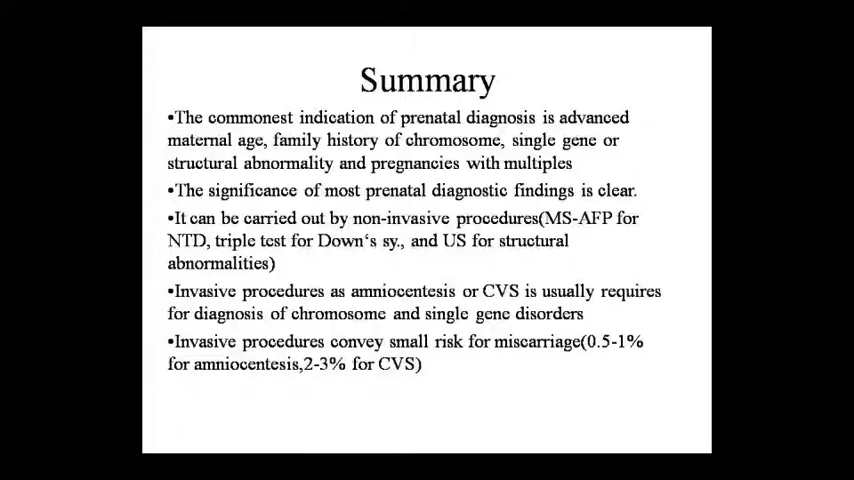 Summary
•The commonest indication of prenatal diagnosis is advanced
maternal age, family history of chromosome, single gene or
structural abnormality and pregnancies with multiples
•The significance of most prenatal diagnostic findings is clear.
•It can be carried out by non-invasive procedures(MS-AFP for
NTD, triple test for Down‘s sy., and US for structural
abnormalities)
•Invasive procedures as amniocentesis or CVS is usually requires
for diagnosis of chromosome and single gene disorders
•Invasive procedures convey small risk for miscarriage(0.5-1%
for amniocentesis,2-3% for CVS)